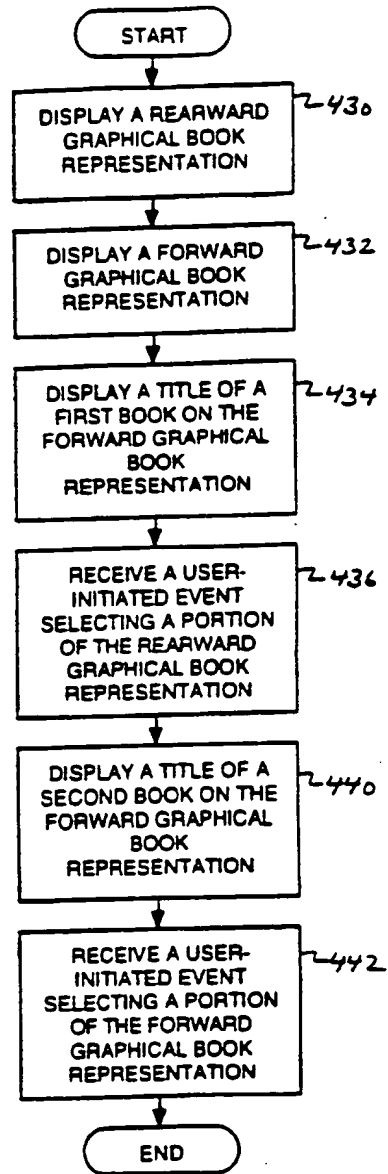 START
430
DISPLAY A REARWARD
GRAPHICAL BOOK
REPRESENTATION
432
DISPLAY A FORWARD
GRAPHICAL BOOK
REPRESENTATION
434
DISPLAY A TITLE OF A
FIRST BOOK ON THE
FORWARD GRAPHICAL
BOOK
REPRESENTATION
436
RECEIVE A USER-
INITIATED EVENT
SELECTING A PORTION
OF THE REARWARD
GRAPHICAL BOOK
REPRESENTATION
440
DISPLAY A TITLE OF A
SECOND BOOK ON THE
FORWARD GRAPHICAL
BOOK
REPRESENTATION
442
RECEIVE A USER-
INITIATED EVENT
SELECTING A PORTION
OF THE FORWARD
GRAPHICAL BOOK
REPRESENTATION
END